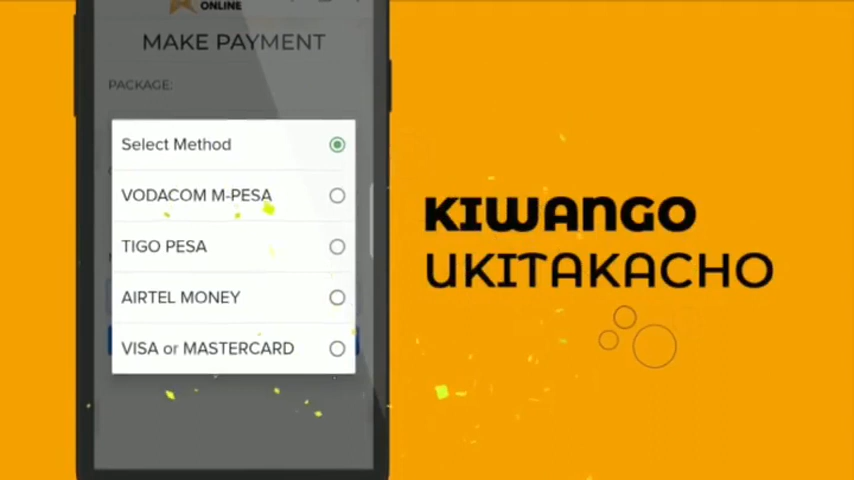 ONLINE
MAKE PAYMENT
PACKAGE:
Select Method
VODACOM M-PESA
TIGO PESA
AIRTEL MONEY
VISA or MASTERCARD
KIWANGO
UKITAKACHO